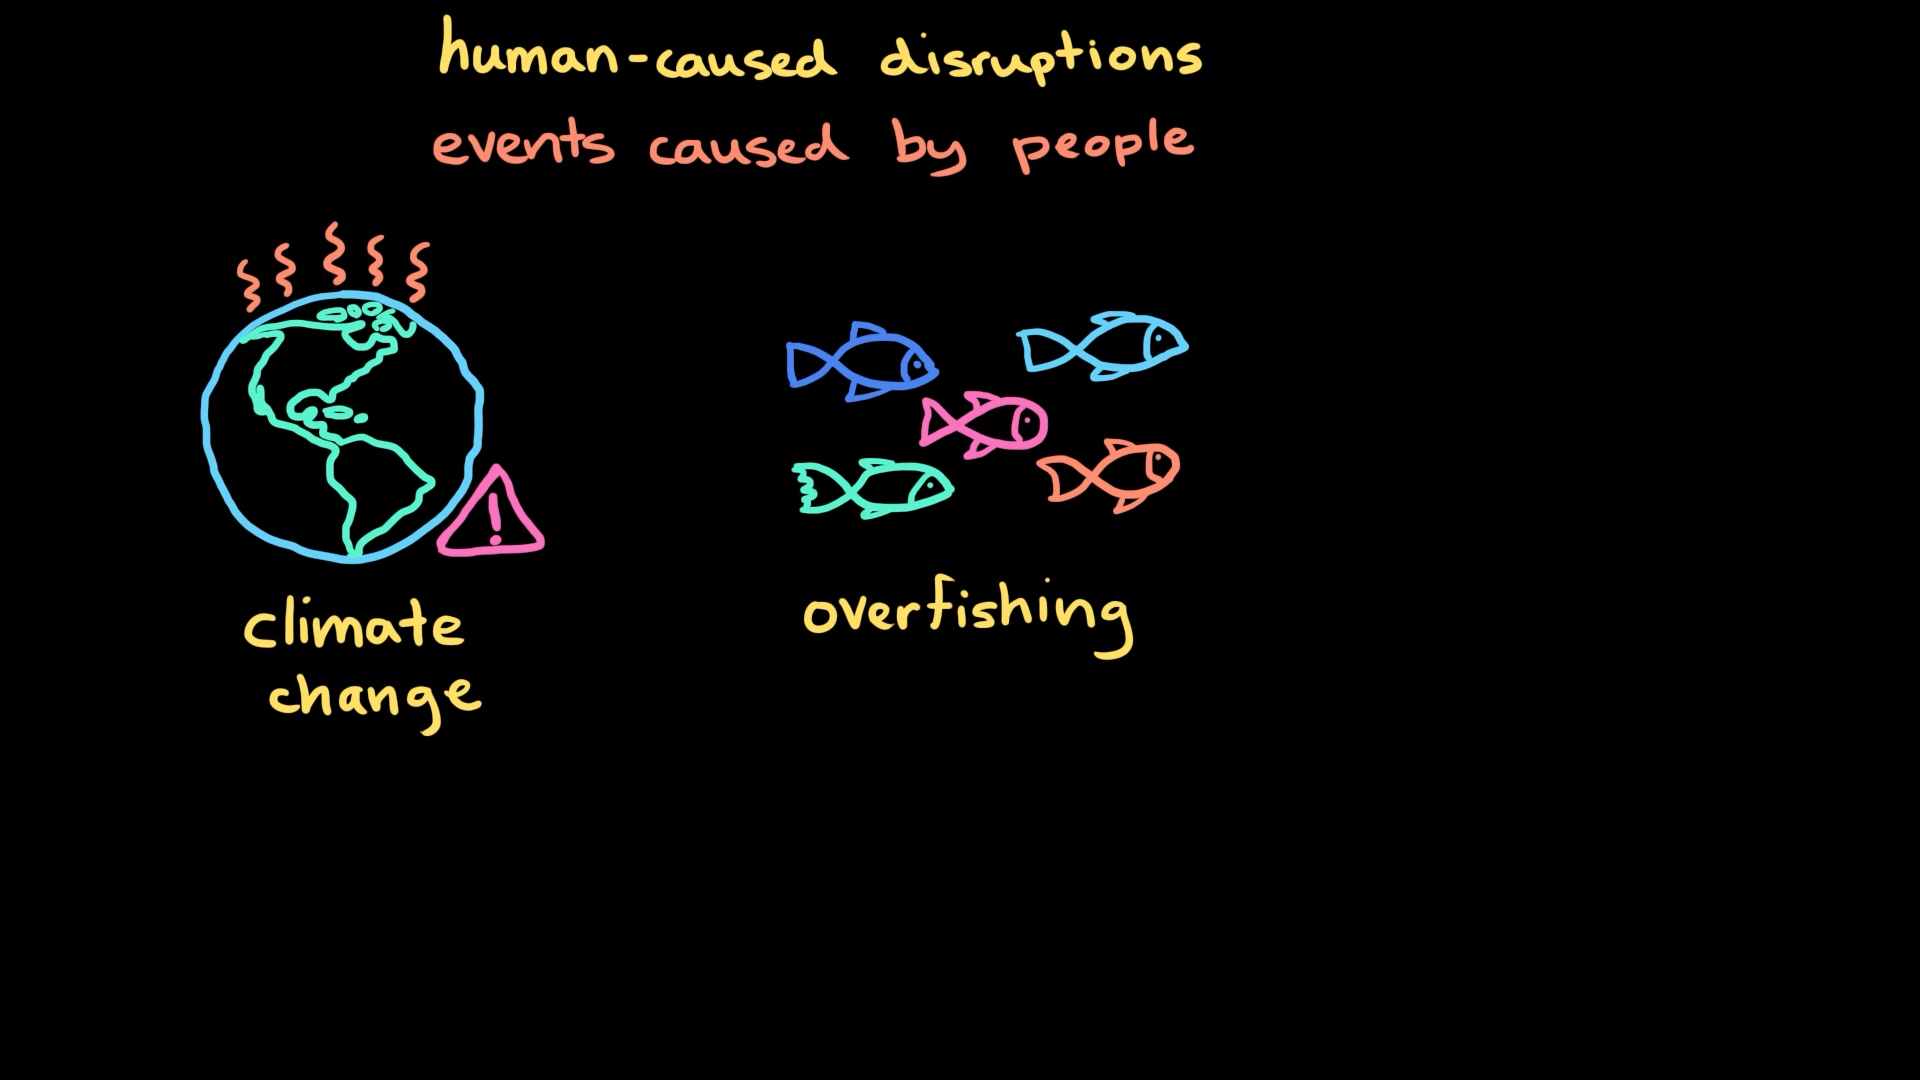 human-caused disruptions
events caused by people
!
climate
change
overfishing